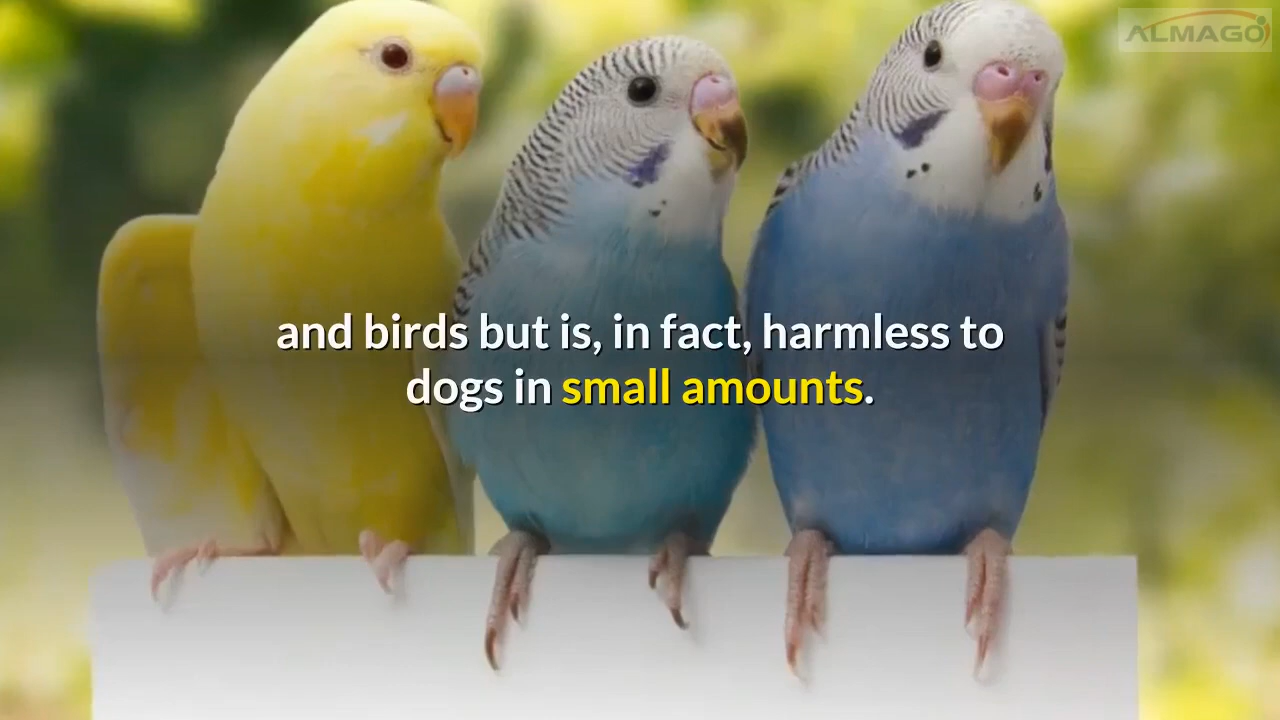 ALMAGO
and birds but is, in fact, harmless to
dogs in small amounts.